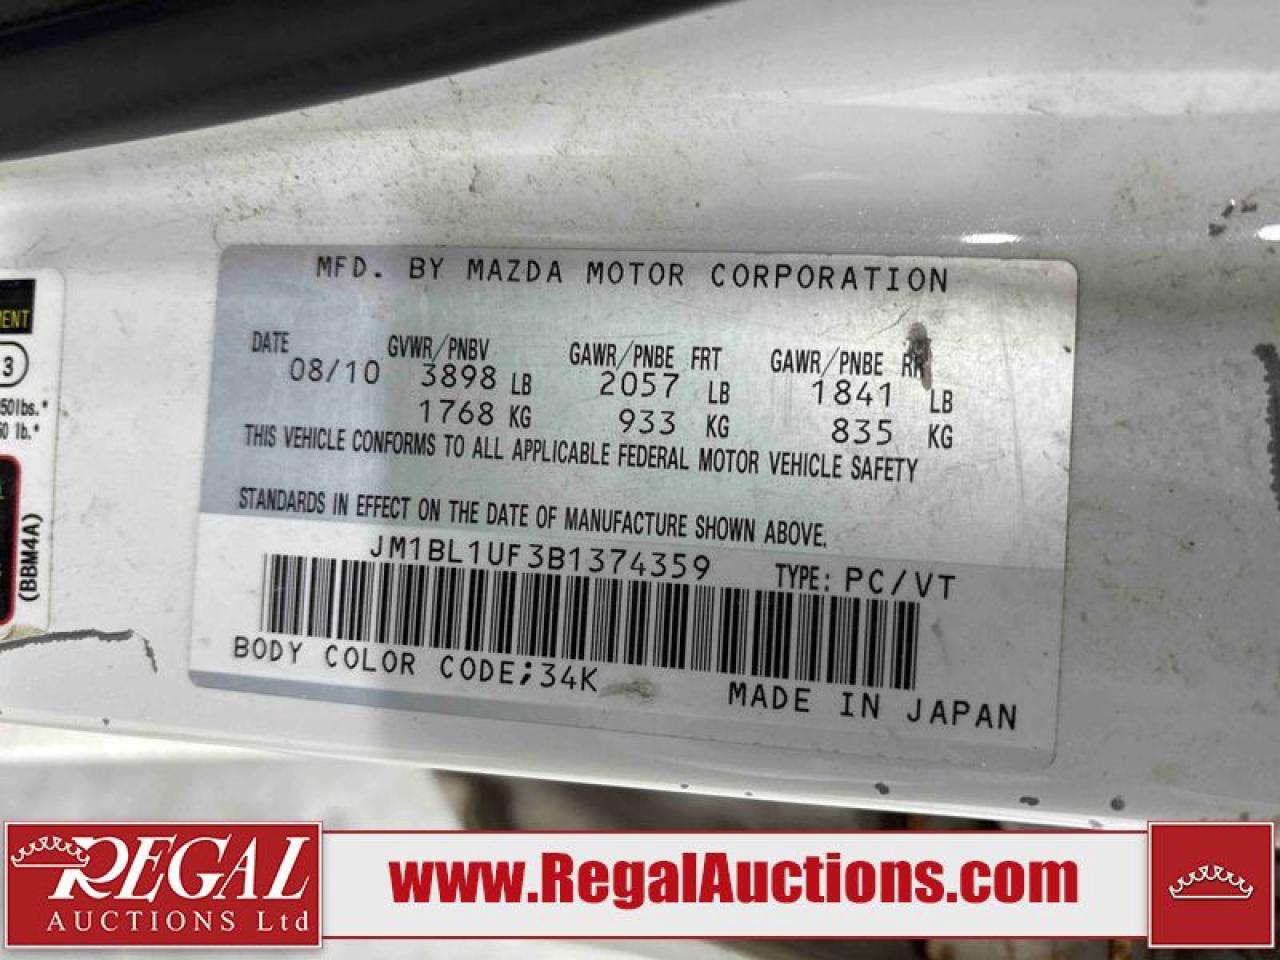 MFD. BY MAZDA MOTOR CORPORATION
DATE GVWR/PNBV GAWR/PNBE FRT GAWR/PNBE RR
08/10 3898 LB 2057 LB 1841 LB
1768 KG 933 KG 835 KG
THIS VEHICLE CONFORMS TO ALL APPLICABLE FEDERAL MOTOR VEHICLE SAFETY
STANDARDS IN EFFECT ON THE DATE OF MANUFACTURE SHOWN ABOVE.
JM1BL1UF3B1374359 TYPE: PC/VT
BODY COLOR CODE;34K
MADE IN JAPAN
3
(BBM4A)
REGAL
AUCTIONS Ltd
www.RegalAuctions.com